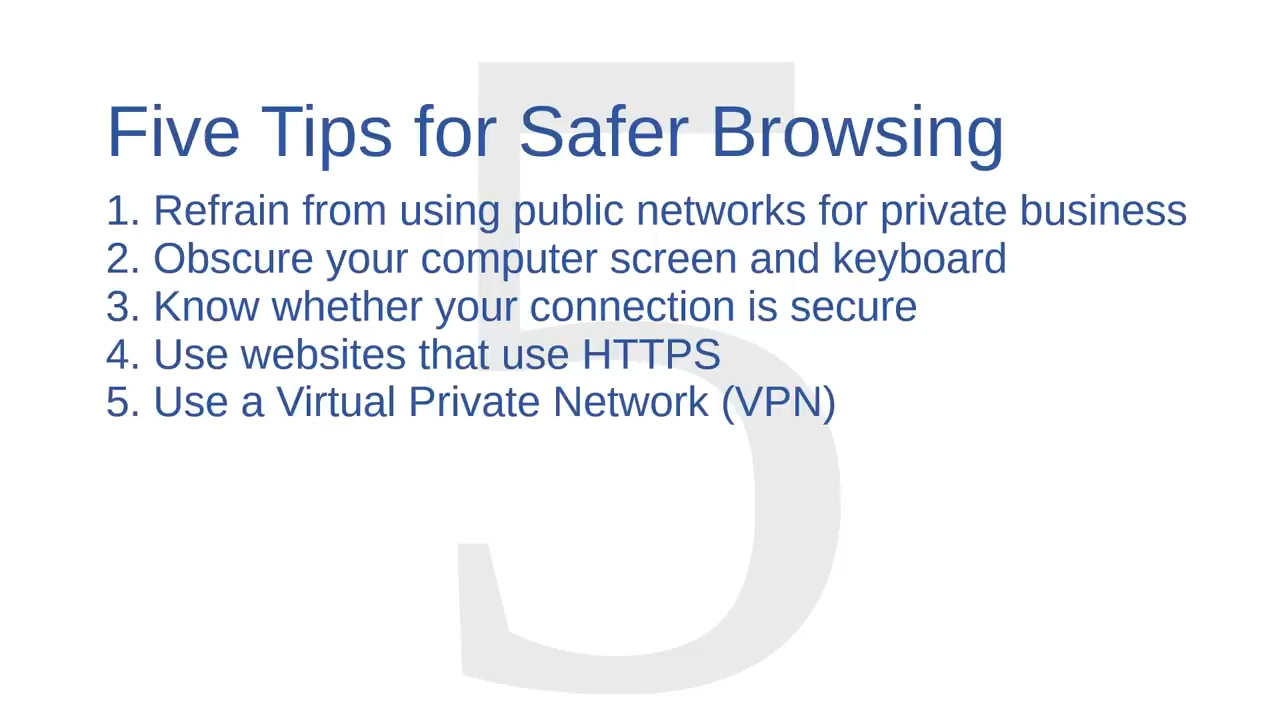 Five Tips for Safer Browsing
1. Refrain from using public networks for private business
2. Obscure your computer screen and keyboard
3. Know whether your connection is secure
4. Use websites that use HTTPS
5. Use a Virtual Private Network (VPN)
5